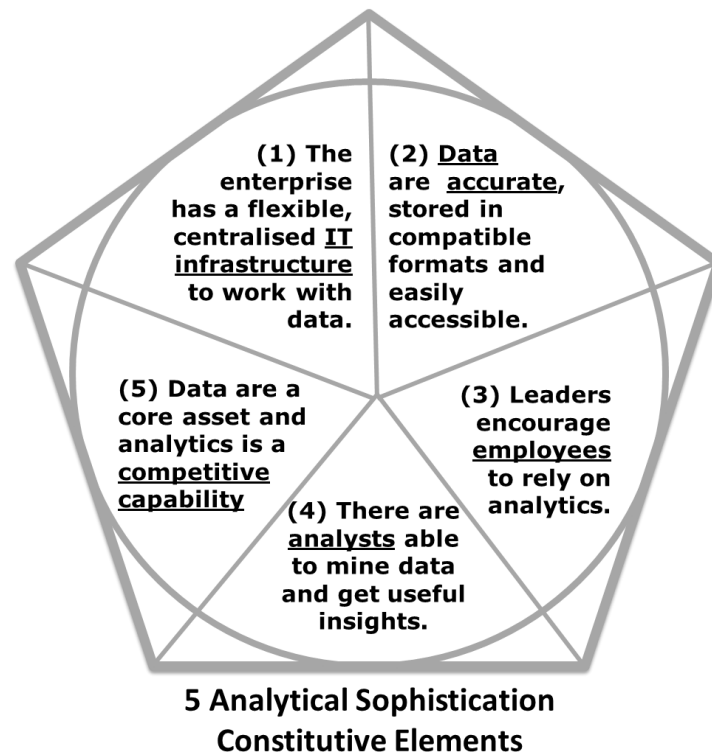 (1) The
enterprise
has a flexible,
centralised IT
infrastructure
to work with
data.
(2) Data
are accurate,
stored in
compatible
formats and
easily
accessible.
(3) Leaders
encourage
employees
to rely on
analytics.
(4) There are
analysts able
to mine data
and get useful
insights.
(5) Data are a
core asset and
analytics is a
competitive
capability
5 Analytical Sophistication
Constitutive Elements